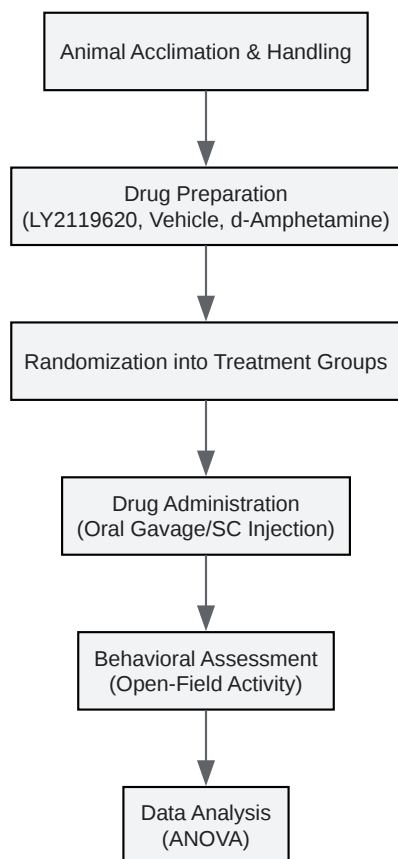 Animal Acclimation & Handling
Drug Preparation
(LY2119620, Vehicle, d-Amphetamine)
Randomization into Treatment Groups
Drug Administration
(Oral Gavage/SC Injection)
Behavioral Assessment
(Open-Field Activity)
Data Analysis
(ANOVA)